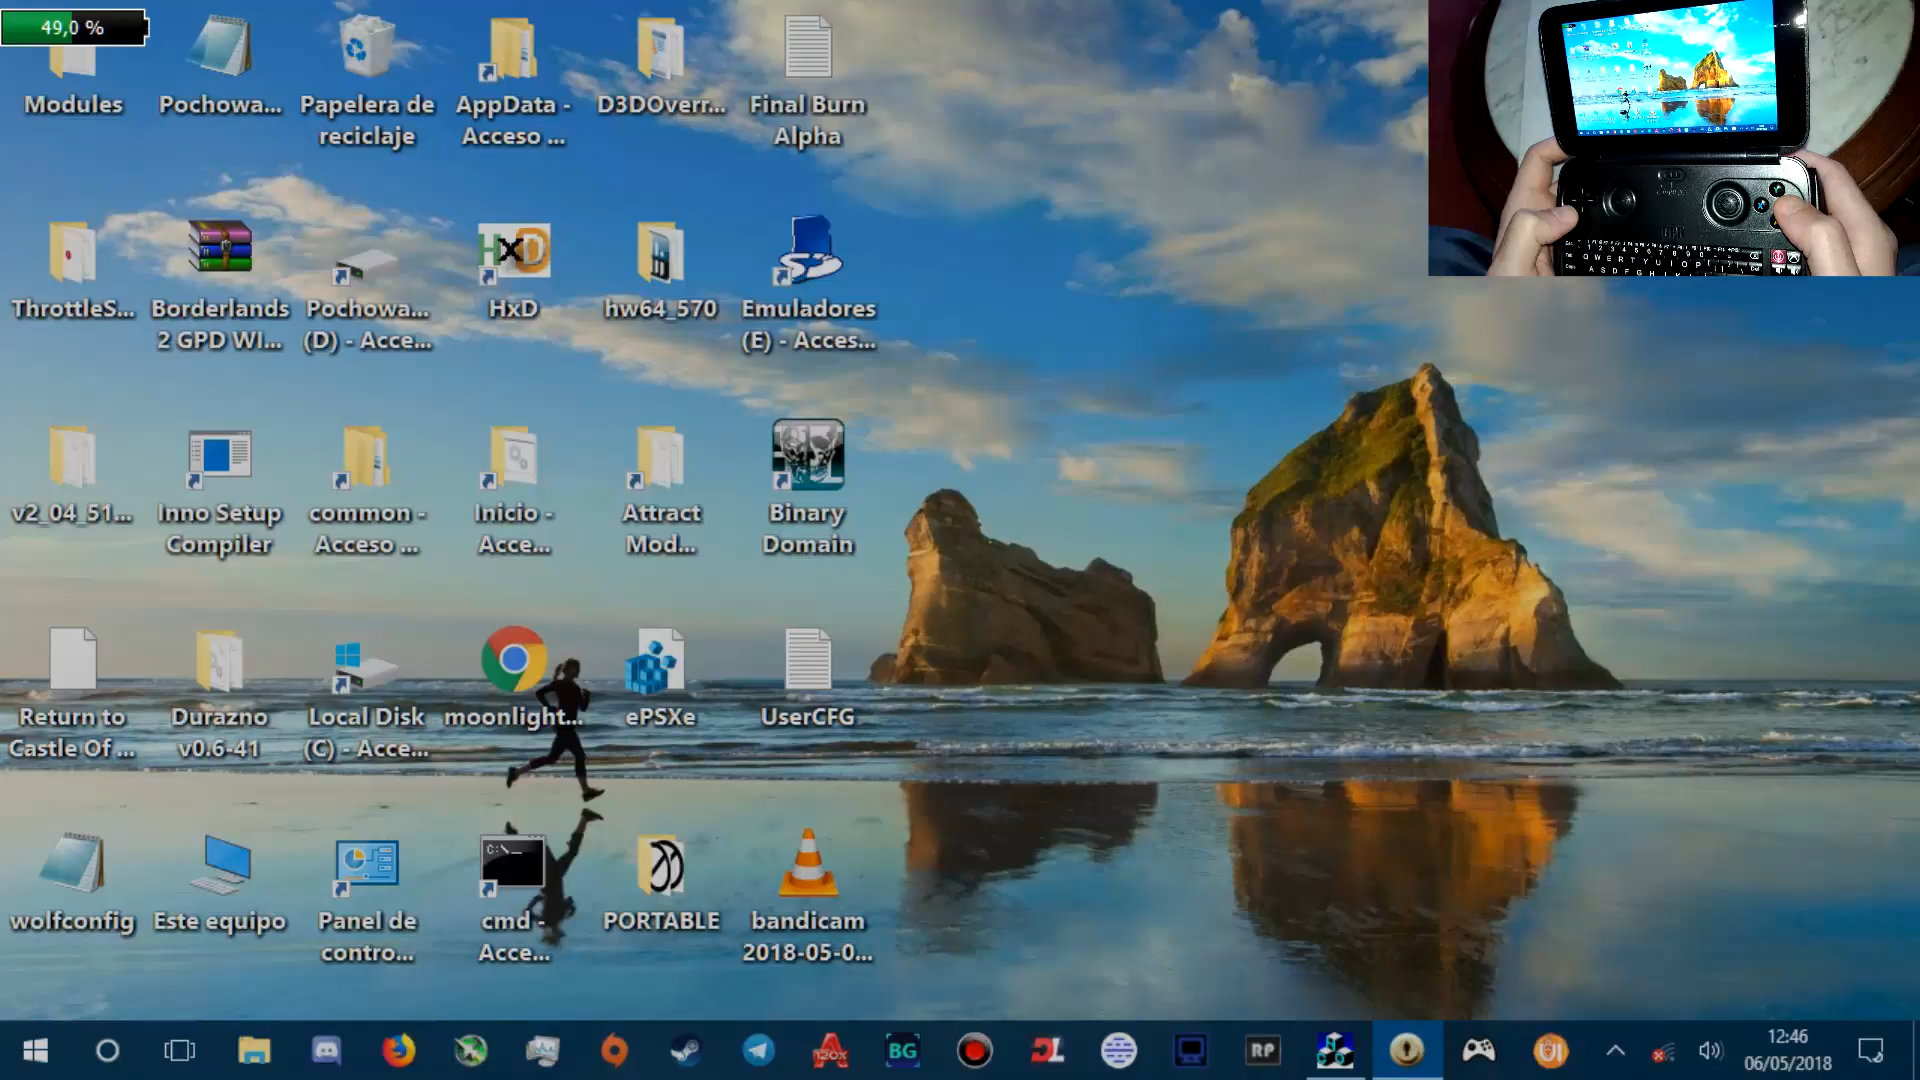 49,0 %
Modules
Pochowa...
Papelera de
reciclaje
AppData -
Acceso ...
D3DOverr...
Final Burn
Alpha
ThrottleS...
Borderlands
2 GPD WI...
Pochowa...
(D) - Acce...
HxD
HxD
hw64_570
Emuladores
(E) - Acces...
v2_04_51...
Inno Setup
Compiler
common -
Acceso ...
Inicio -
Acce...
Attract
Mod...
Binary
Domain
Return to
Castle Of ...
Durazno
v0.6-41
Local Disk
(C) - Acce...
moonlight...
ePSXe
UserCFG
wolfconfig
Este equipo
Panel de
contro...
C:\_
cmd -
Acce...
PORTABLE
bandicam
2018-05-0...
Q W E R T Y U I O P
A S D F G H J K L
120X
BG
DL
RP
12:46
06/05/2018